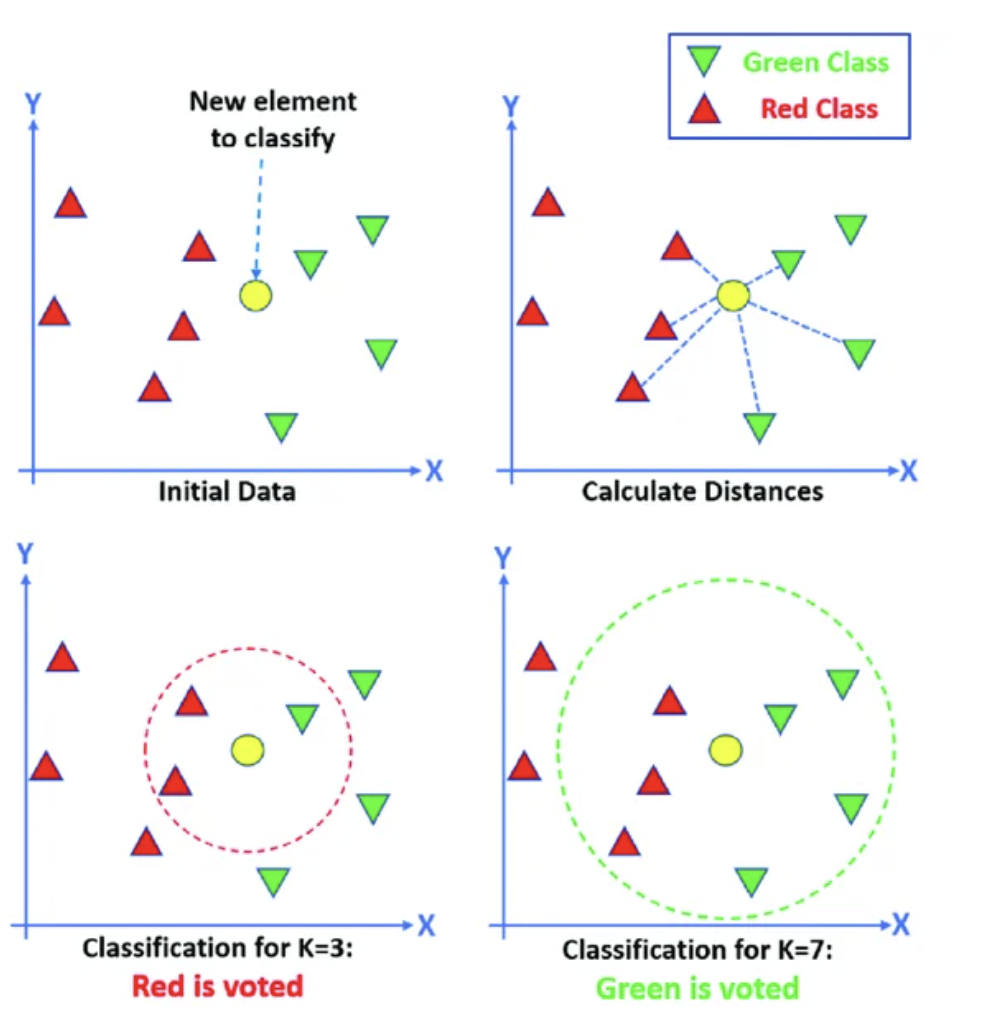 Green Class
Red Class
Y
New element
to classify
X
Initial Data
Y
X
Calculate Distances
Y
X
Classification for K=3:
Red is voted
Y
X
Classification for K=7:
Green is voted